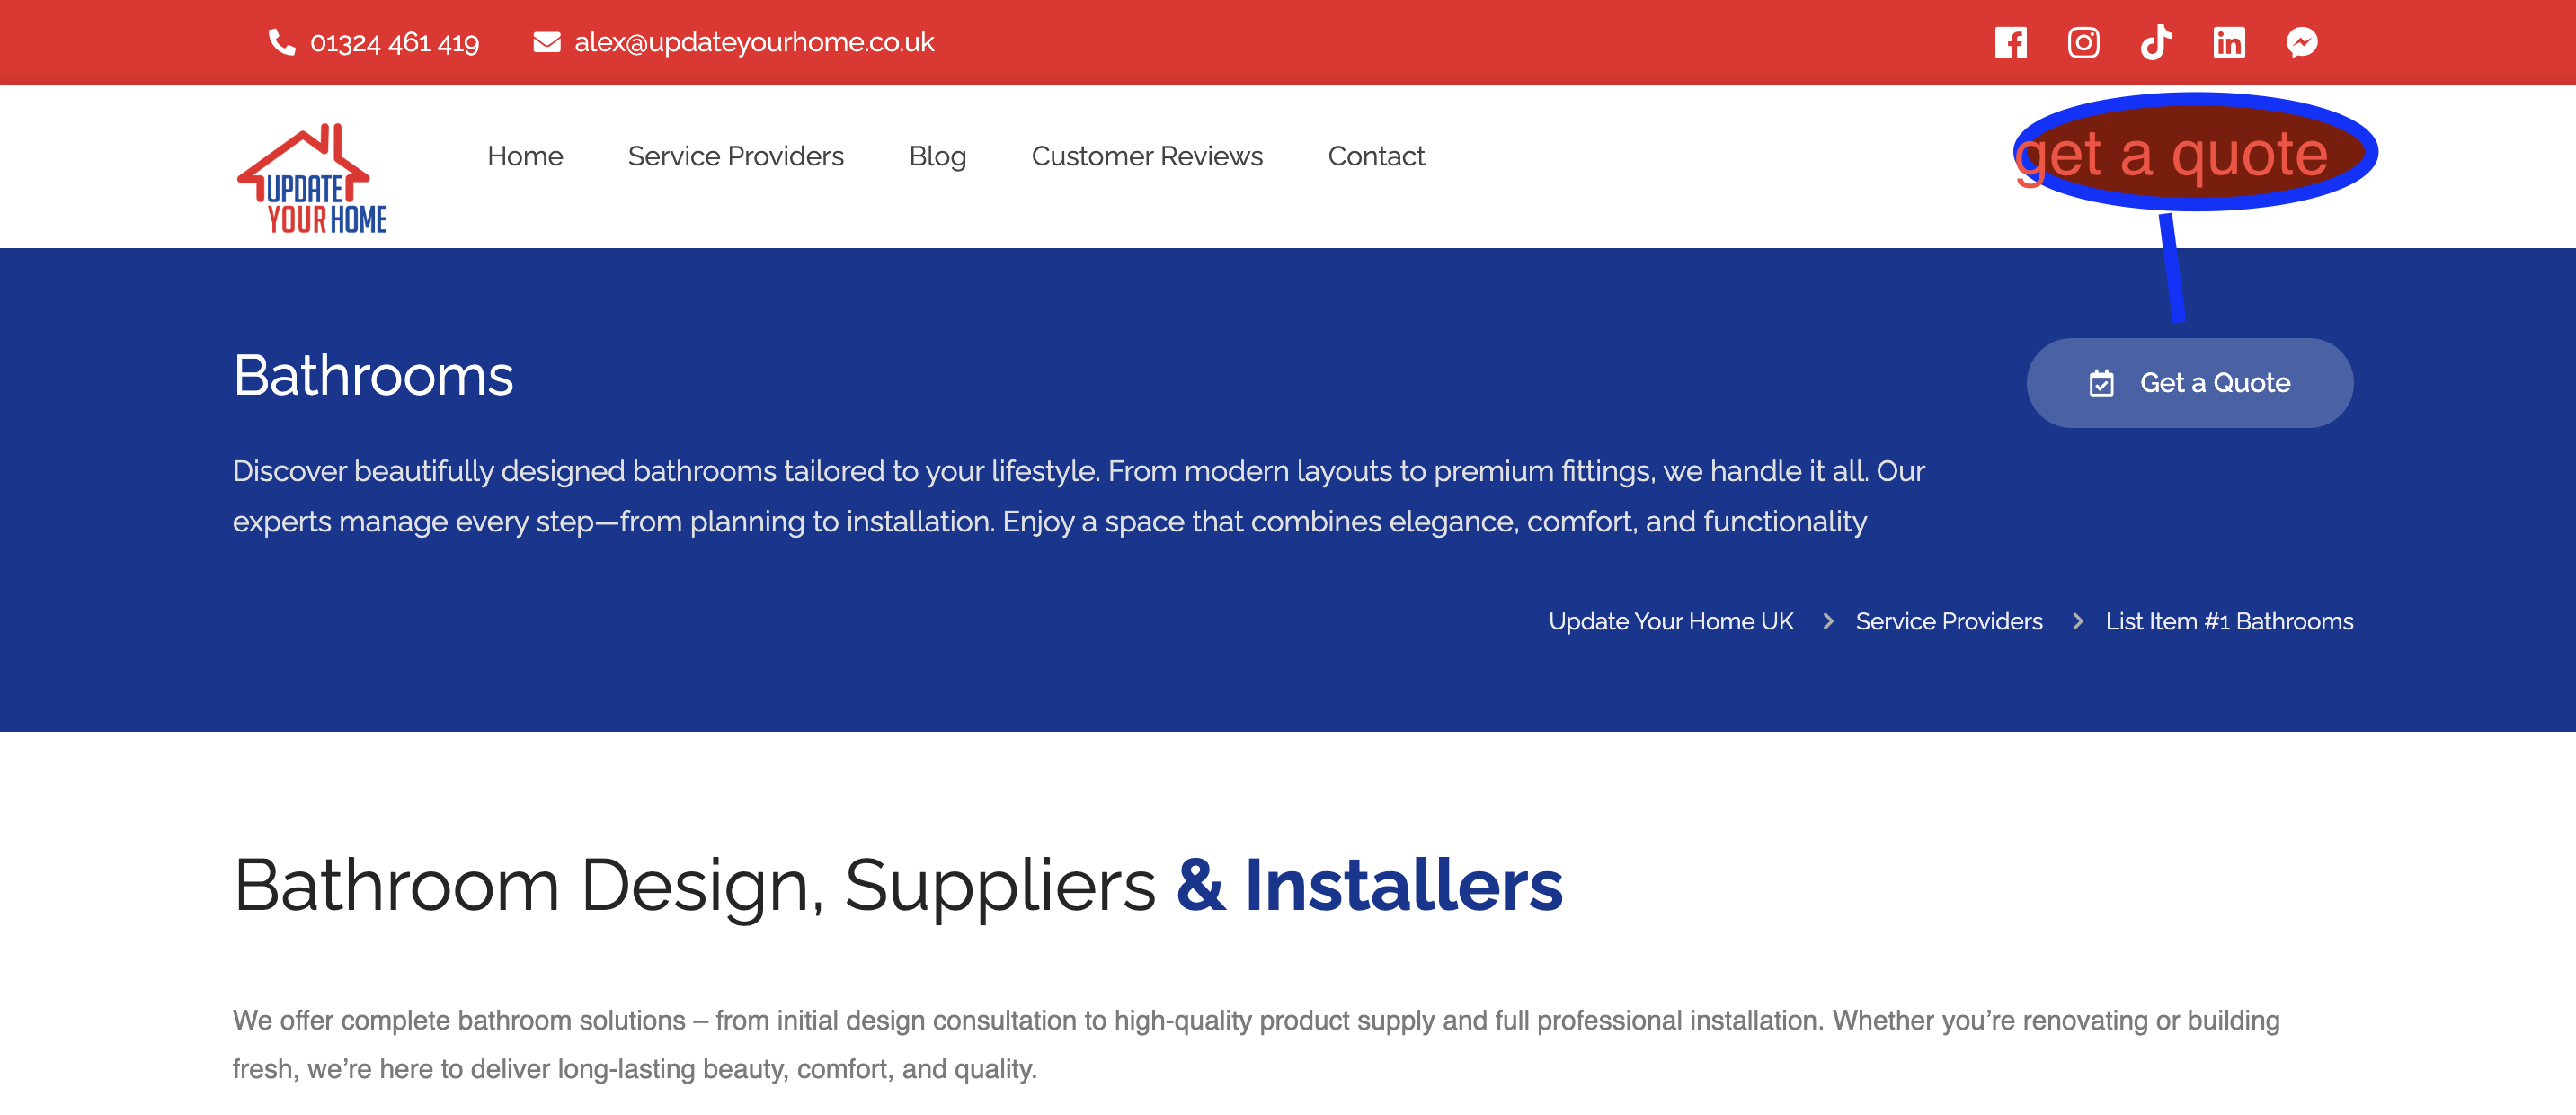 01324 461 419 alex@updateyourhome.co.uk
UPDATE
YOUR HOME
Home Service Providers Blog Customer Reviews Contact
get a quote
Bathrooms
Get a Quote
Discover beautifully designed bathrooms tailored to your lifestyle. From modern layouts to premium fittings, we handle it all. Our
experts manage every step—from planning to installation. Enjoy a space that combines elegance, comfort, and functionality
Update Your Home UK > Service Providers > List Item #1 Bathrooms
Bathroom Design, Suppliers & Installers
We offer complete bathroom solutions – from initial design consultation to high-quality product supply and full professional installation. Whether you’re renovating or building
fresh, we’re here to deliver long-lasting beauty, comfort, and quality.